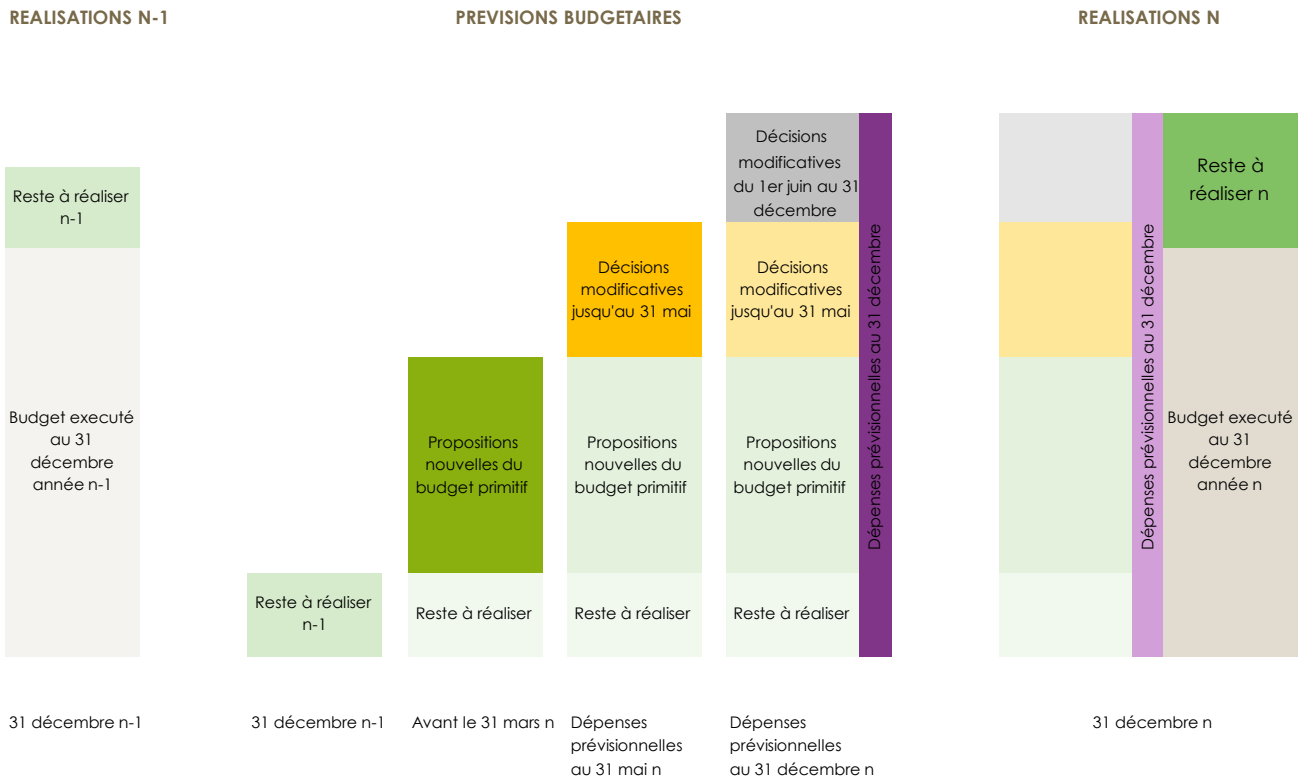 REALISATIONS N-1
PREVISIONS BUDGETAIRES
REALISATIONS N
Reste à réaliser
n-1
Budget executé
au 31
décembre
année n-1
31 décembre n-1
Reste à réaliser
n-1
31 décembre n-1
Propositions
nouvelles du
budget primitif
Reste à réaliser
Avant le 31 mars n
Décisions
modificatives
jusqu'au 31 mai
Propositions
nouvelles du
budget primitif
Reste à réaliser
Dépenses
prévisionnelles
au 31 mai n
Décisions
modificatives
du 1er juin au 31
décembre
Décisions
modificatives
jusqu'au 31 mai
Propositions
nouvelles du
budget primitif
Reste à réaliser
Dépenses prévisionnelles au 31 décembre
Dépenses
prévisionnelles
au 31 décembre n
Dépenses prévisionnelles au 31 décembre
Reste à
réaliser n
Budget executé
au 31
décembre
année n
31 décembre n